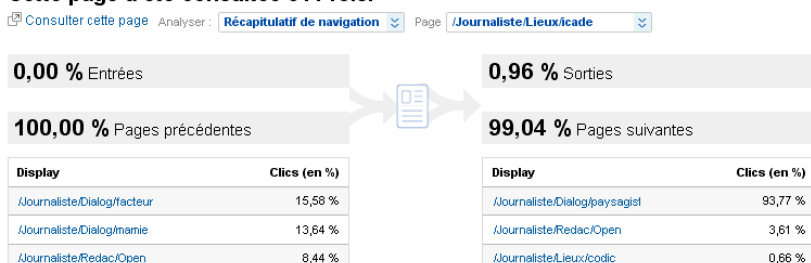 Consulter cette page Analyser : Récapitulatif de navigation Page /Journaliste/Lieux/icade
0,00 % Entrées
0,96 % Sorties
100,00 % Pages précédentes
99,04 % Pages suivantes
Display Clics (en %)
Display Clics (en %)
/Journaliste/Dialog/facteur 15,58 %
/Journaliste/Dialog/paysagist 93,77 %
/Journaliste/Dialog/mamie 13,64 %
/Journaliste/Redac/Open 3,61 %
/Journaliste/Redac/Open 8,44 %
/Journaliste/Lieux/codic 0,66 %